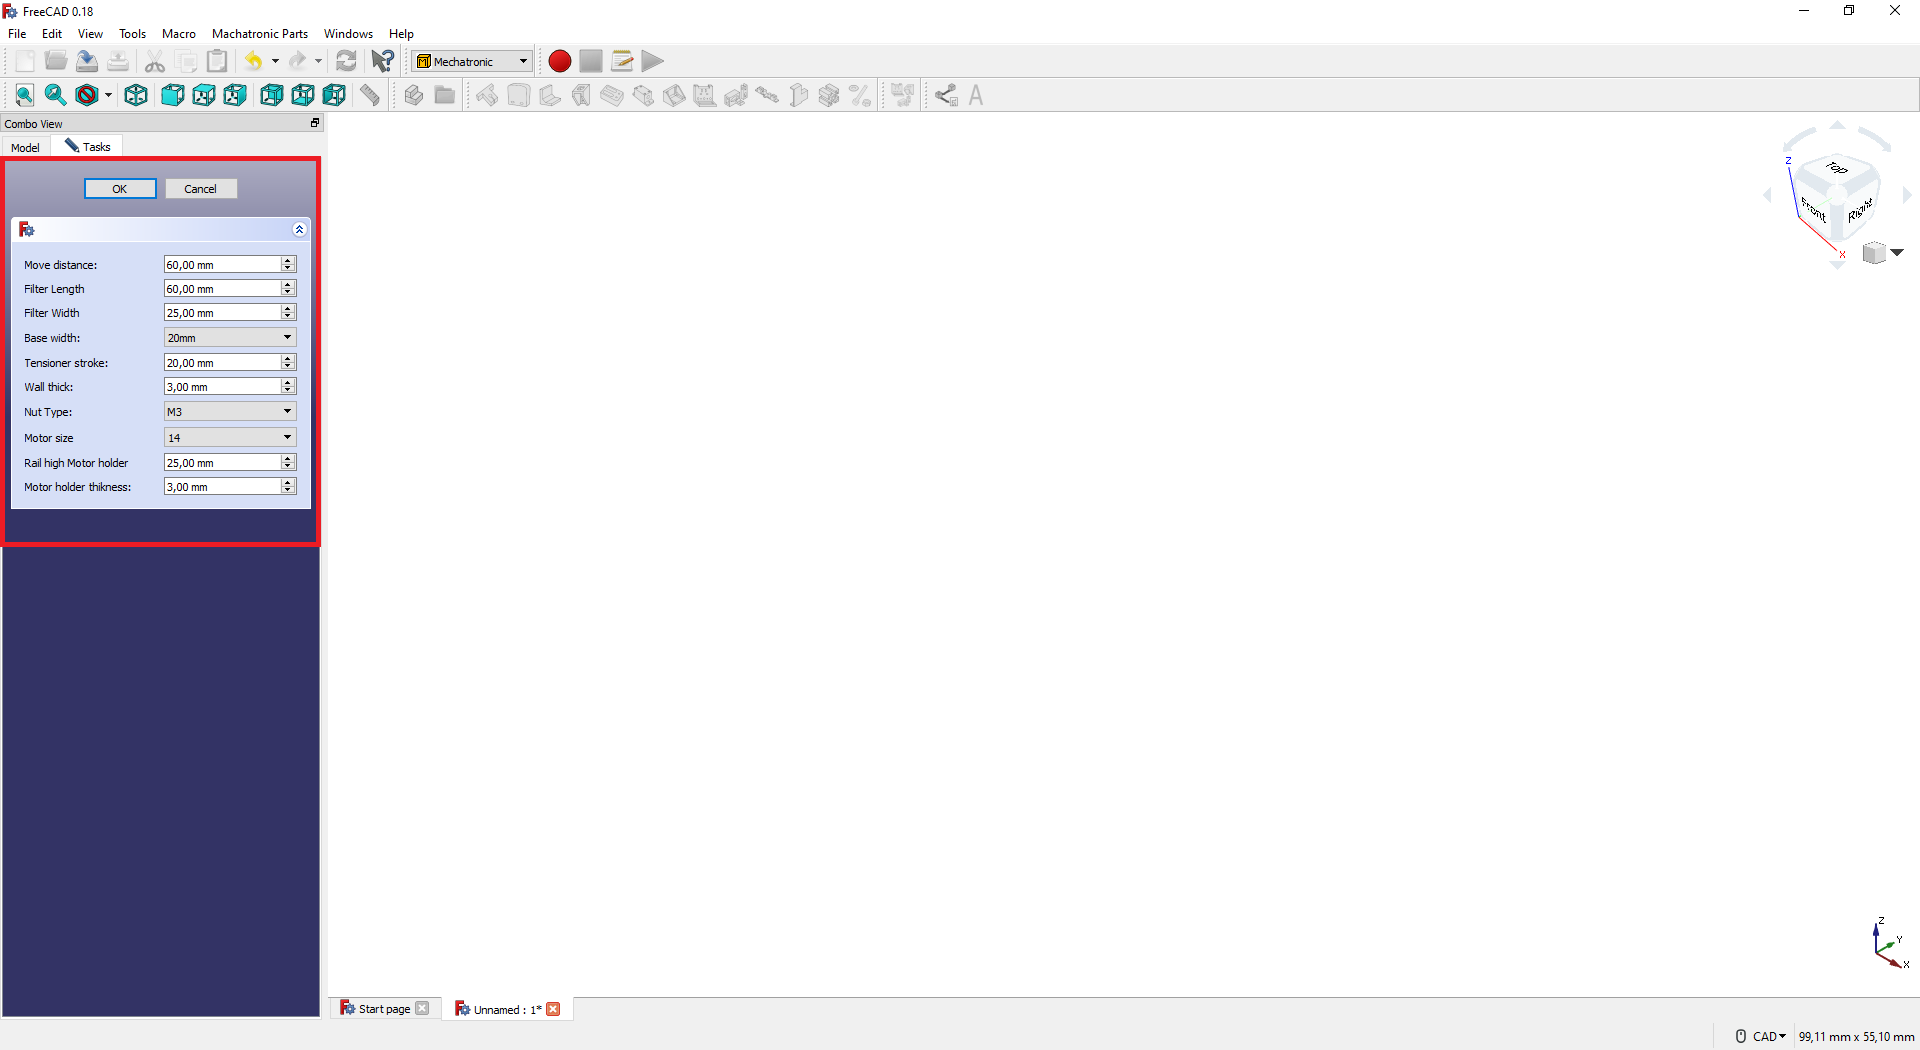 FreeCAD 0.18
File Edit View Tools Macro Machatronic Parts Windows Help
Mechatronic
A
Combo View
Model Tasks
OK Cancel
Move distance: 60,00 mm
Filter Length 60,00 mm
Filter Width 25,00 mm
Base width: 20mm
Tensioner stroke: 20,00 mm
Wall thick: 3,00 mm
Nut Type: M3
Motor size 14
Rail high Motor holder 25,00 mm
Motor holder thikness: 3,00 mm
Z
Top
Front
Right
X
Z
Y
X
Start page Unnamed : 1*
CAD 99,11 mm x 55,10 mm